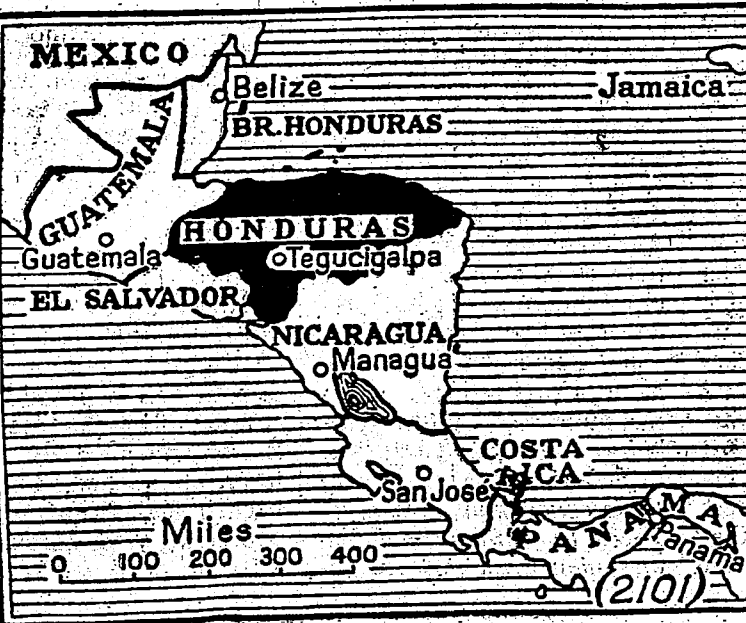 MEXICO
Belize
Jamaica
BR. HONDURAS
GUATEMALA
HONDURAS
Guatemala
Tegucigalpa
EL SALVADOR
NICARAGUA
Managua
COSTA
RICA
San José
PANAMA
Panama
Miles
0 100 200 300 400
(2101)